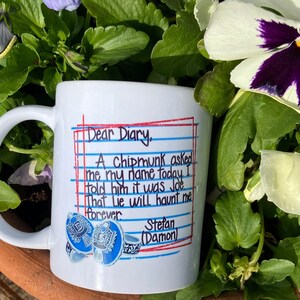 Dear Diary,
A chipmunk asked
me my name today. I
told him it was Joe
That lie will haunt me
forever
Stefan
(Damon)